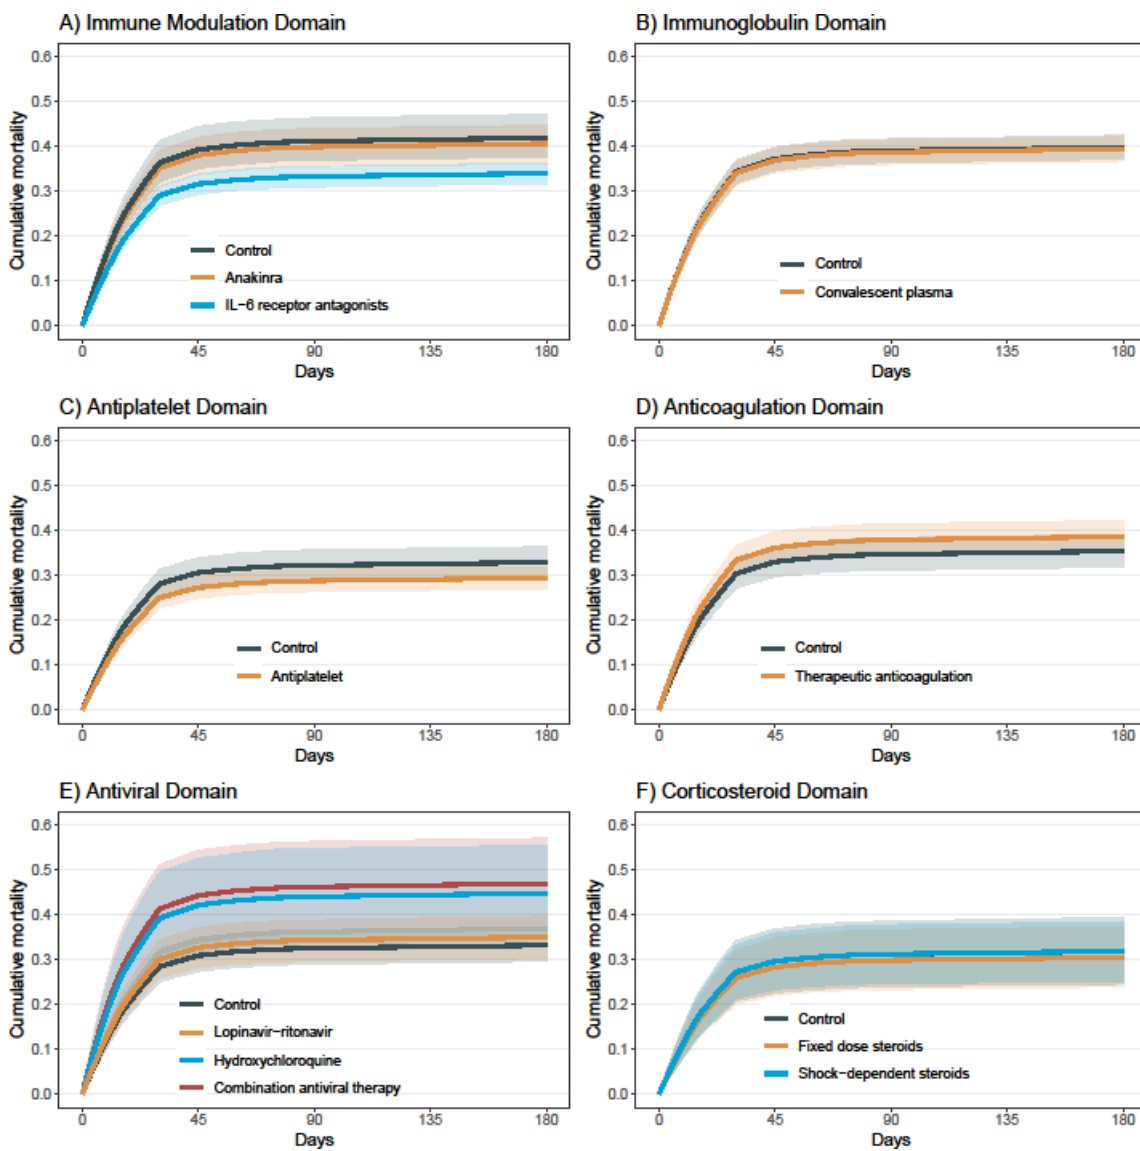 A) Immune Modulation Domain
Cumulative mortality
0.6
0.5
0.4
0.3
0.2
0.1
0.0
Control
Anakinra
IL-6 receptor antagonists
0 45 90 135 180
Days
B) Immunoglobulin Domain
Cumulative mortality
0.6
0.5
0.4
0.3
0.2
0.1
0.0
Control
Convalescent plasma
0 45 90 135 180
Days
C) Antiplatelet Domain
Cumulative mortality
0.6
0.5
0.4
0.3
0.2
0.1
0.0
Control
Antiplatelet
0 45 90 135 180
Days
D) Anticoagulation Domain
Cumulative mortality
0.6
0.5
0.4
0.3
0.2
0.1
0.0
Control
Therapeutic anticoagulation
0 45 90 135 180
Days
E) Antiviral Domain
Cumulative mortality
0.6
0.5
0.4
0.3
0.2
0.1
0.0
Control
Lopinavir-ritonavir
Hydroxychloroquine
Combination antiviral therapy
0 45 90 135 180
Days
F) Corticosteroid Domain
Cumulative mortality
0.6
0.5
0.4
0.3
0.2
0.1
0.0
Control
Fixed dose steroids
Shock-dependent steroids
0 45 90 135 180
Days